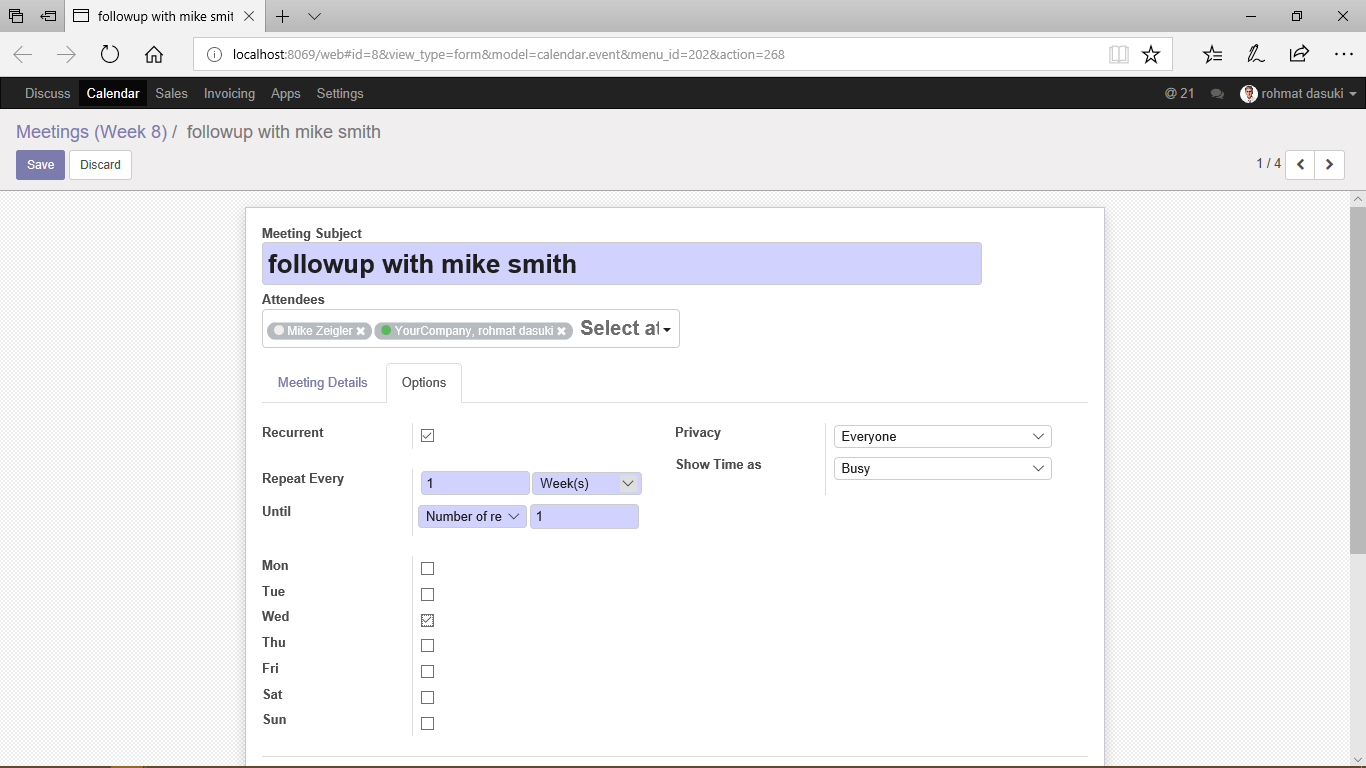 followup with mike smit
localhost:8069/web#id=8&view_type=form&model=calendar.event&menu_id=202&action=268
Discuss Calendar Sales Invoicing Apps Settings @ 21 rohmat dasuki
Meetings (Week 8) / followup with mike smith
Save Discard 1 / 4
Meeting Subject
followup with mike smith
Attendees
Mike Zeigler YourCompany, rohmat dasuki Select at
Meeting Details Options
Recurrent Privacy Everyone
Show Time as Busy
Repeat Every 1 Week(s)
Until Number of re 1
Mon
Tue
Wed
Thu
Fri
Sat
Sun